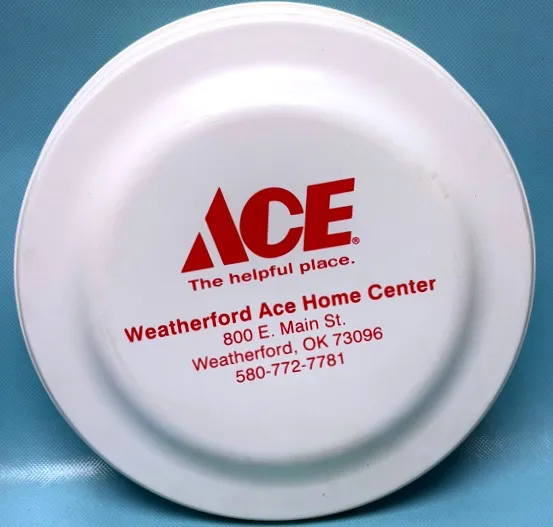 ACE®
The helpful place.
Weatherford Ace Home Center
800 E. Main St.
Weatherford, OK 73096
580-772-7781